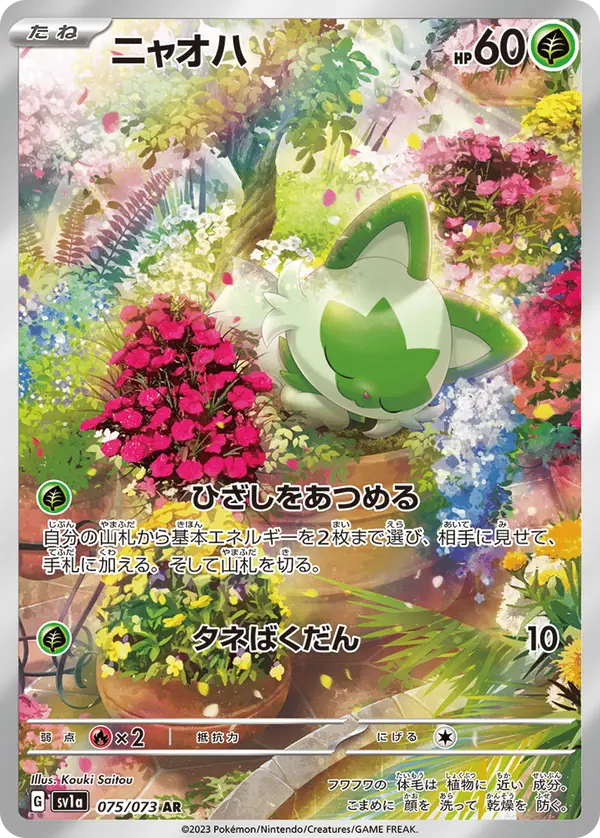 たね ニャオハ HP60
ひざしをあつめる
自分の山札から基本エネルギーを2枚まで選び、相手に見せて、
手札に加える。そして山札を切る。
タネばくだん 10
弱点 ×2 抵抗力 にげる
Illus. Kouki Saitou
G sv1a 075/073 AR
フワフワの 体毛は 植物に 近い 成分。
こまめに 顔を 洗って 乾燥を 防ぐ。
©2023 Pokémon/Nintendo/Creatures/GAME FREAK.